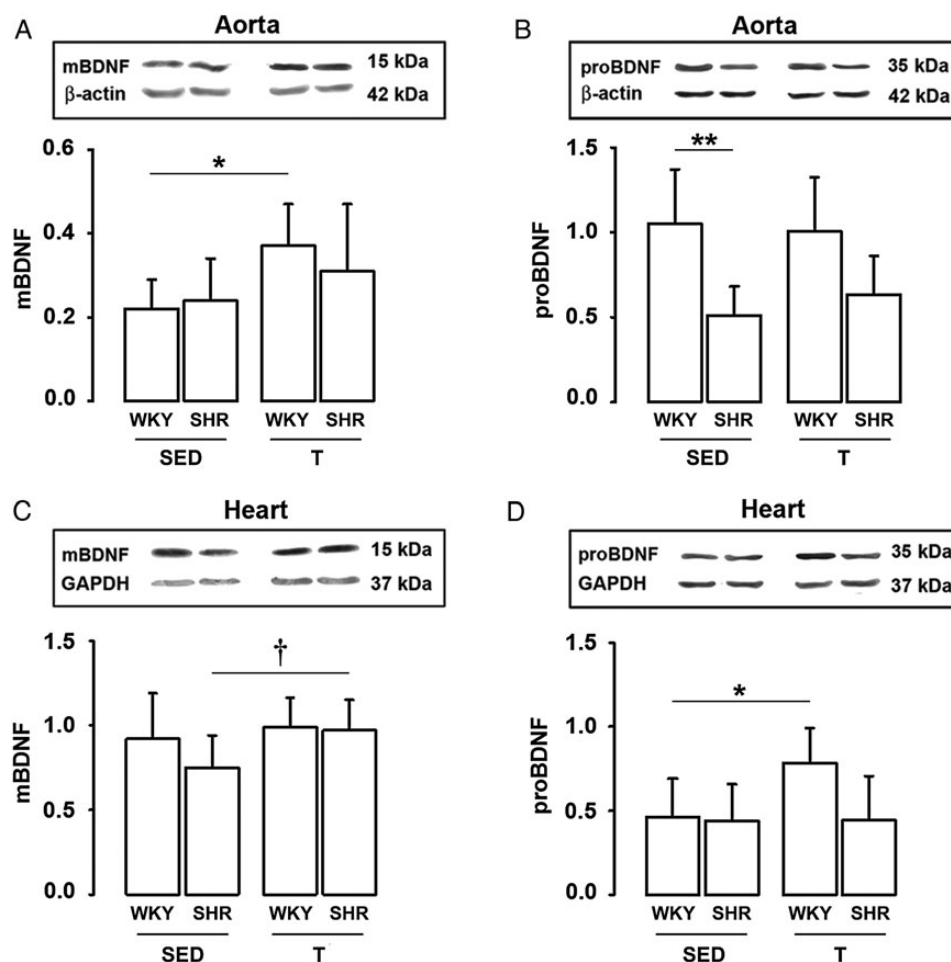 A
Aorta
mBDNF 15 kDa
β-actin 42 kDa
0.6
*
0.4
0.2
0.0
mBDNF
WKY SHR WKY SHR
SED T
B
Aorta
proBDNF 35 kDa
β-actin 42 kDa
1.5
**
1.0
0.5
0.0
proBDNF
WKY SHR WKY SHR
SED T
C
Heart
mBDNF 15 kDa
GAPDH 37 kDa
1.5
†
1.0
0.5
0.0
mBDNF
WKY SHR WKY SHR
SED T
D
Heart
proBDNF 35 kDa
GAPDH 37 kDa
1.5
*
1.0
0.5
0.0
proBDNF
WKY SHR WKY SHR
SED T